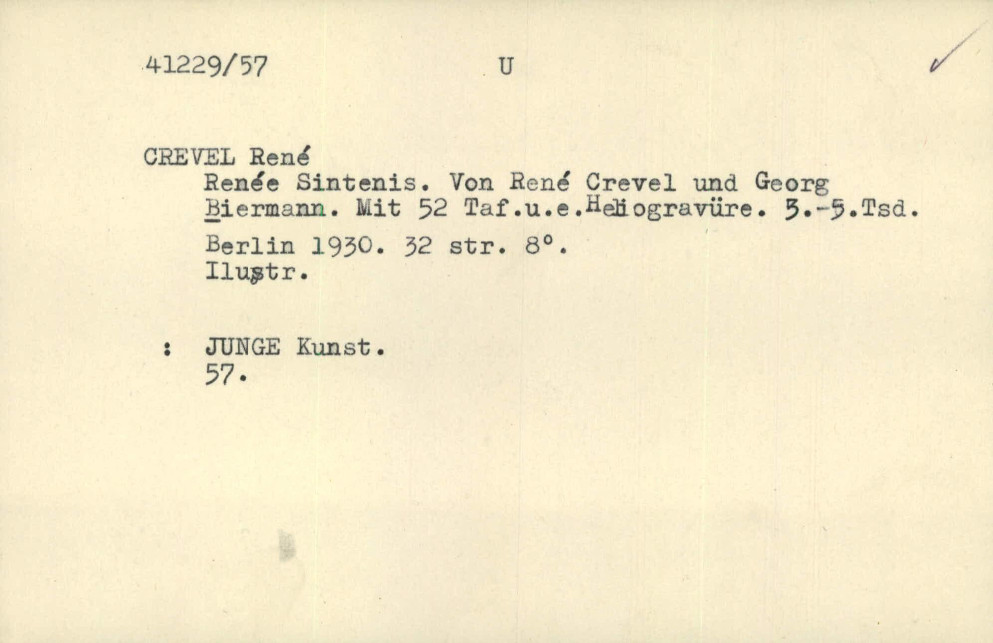 41229/57 U
CREVEL René
Renée Sintenis. Von René Crevel und Georg
Biermann. Mit 52 Taf.u.e.Heliogravüre. 3.-5.Tsd.
Berlin 1930. 32 str. 8°.
Ilustr.
: JUNGE Kunst.
57.